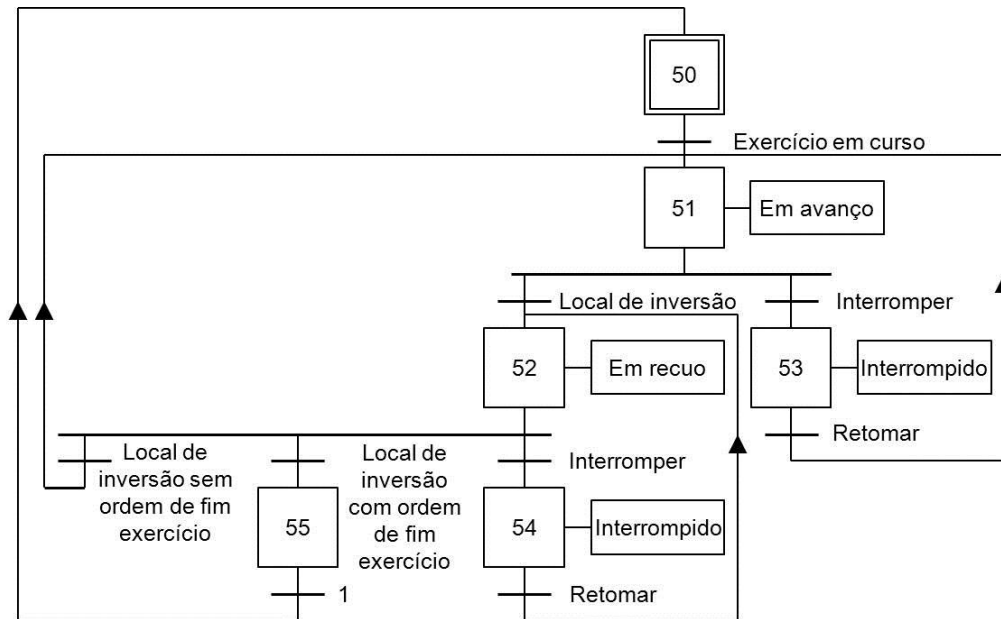 50
Exercício em curso
51
Em avanço
Local de inversão
Interromper
52
Em recuo
53
Interrompido
Retomar
Local de
inversão sem
ordem de fim
exercício
55
Local de
inversão
com ordem
de fim
exercício
Interromper
54
Interrompido
1
Retomar